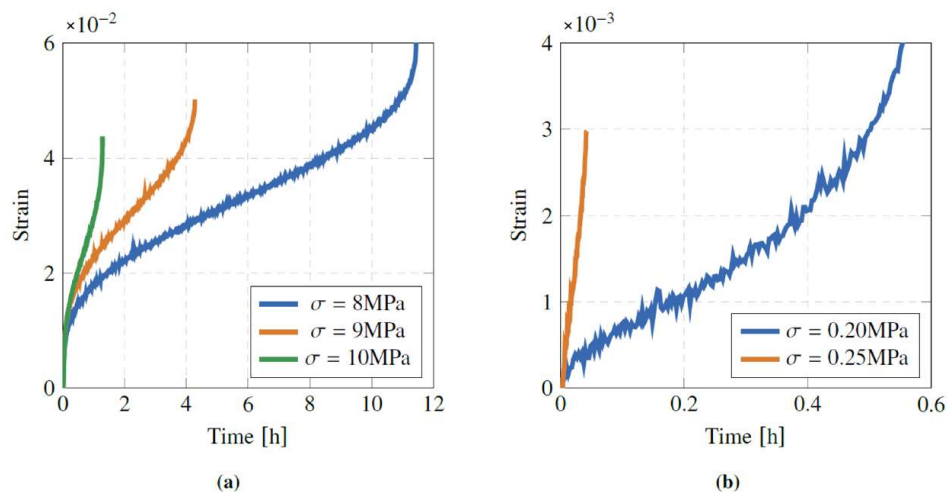 ×10⁻²
6
4
2
0
Strain
0 2 4 6 8 10 12
Time [h]
σ = 8MPa
σ = 9MPa
σ = 10MPa
(a)
×10⁻³
4
3
2
1
0
Strain
0 0.2 0.4 0.6
Time [h]
σ = 0.20MPa
σ = 0.25MPa
(b)